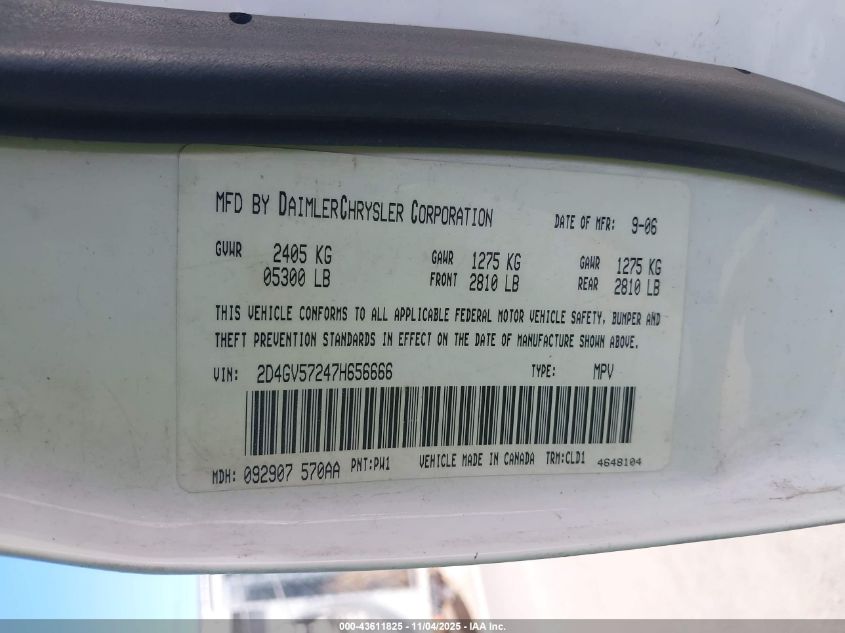 MFD BY DAIMLERCHRYSLER CORPORATION DATE OF MFR: 9-06
GVWR 2405 KG GAWR 1275 KG GAWR 1275 KG
05300 LB FRONT 2810 LB REAR 2810 LB
THIS VEHICLE CONFORMS TO ALL APPLICABLE FEDERAL MOTOR VEHICLE SAFETY, BUMPER AND
THEFT PREVENTION STANDARDS IN EFFECT ON THE DATE OF MANUFACTURE SHOWN ABOVE.
VIN: 2D4GV57247H656666 TYPE: MPV
MDH: 092907 570AA PNT:PW1 VEHICLE MADE IN CANADA TRM:CLD1 4648104
000-43611825 - 11/04/2025 - IAA Inc.